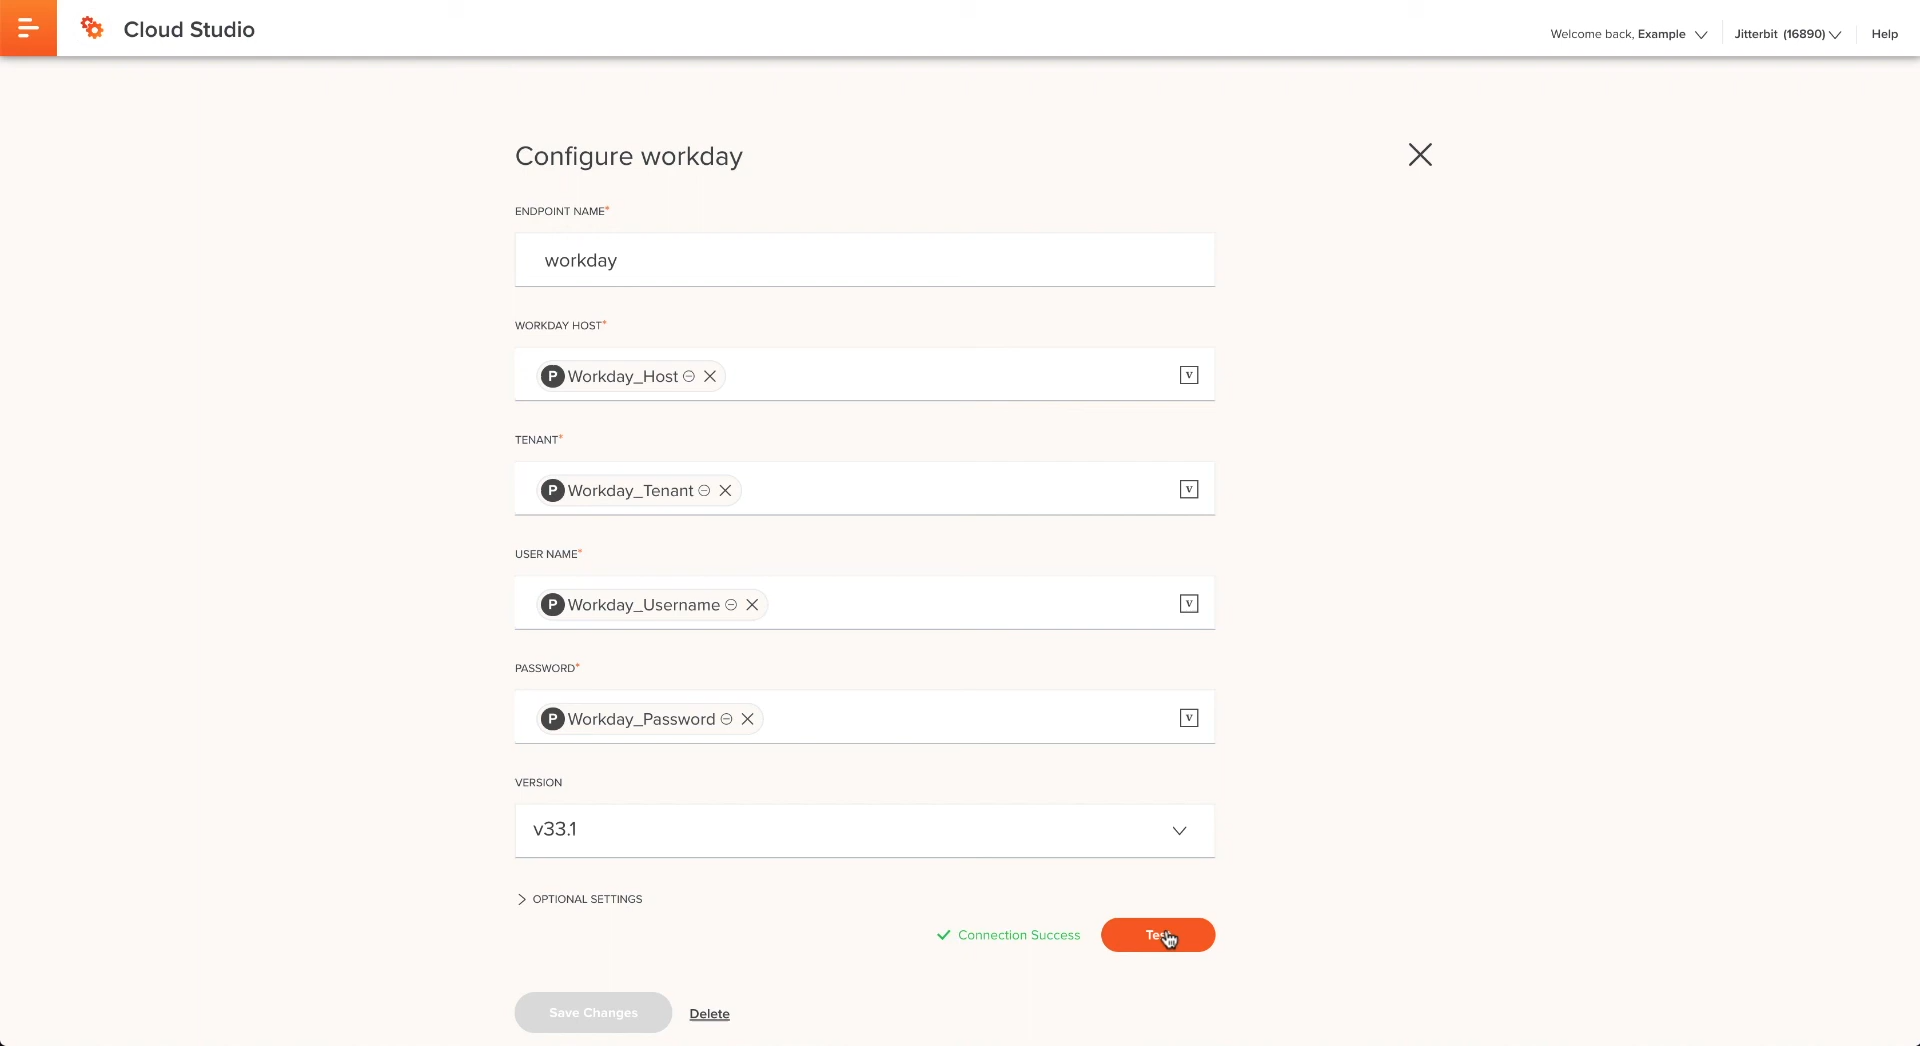 Cloud Studio
Welcome back, Example
Jitterbit (16890)
Help
Configure workday
ENDPOINT NAME*
workday
WORKDAY HOST*
P Workday_Host
V
TENANT*
P Workday_Tenant
V
USER NAME*
P Workday_Username
V
PASSWORD*
P Workday_Password
V
VERSION
v33.1
OPTIONAL SETTINGS
Connection Success
Save Changes
Delete